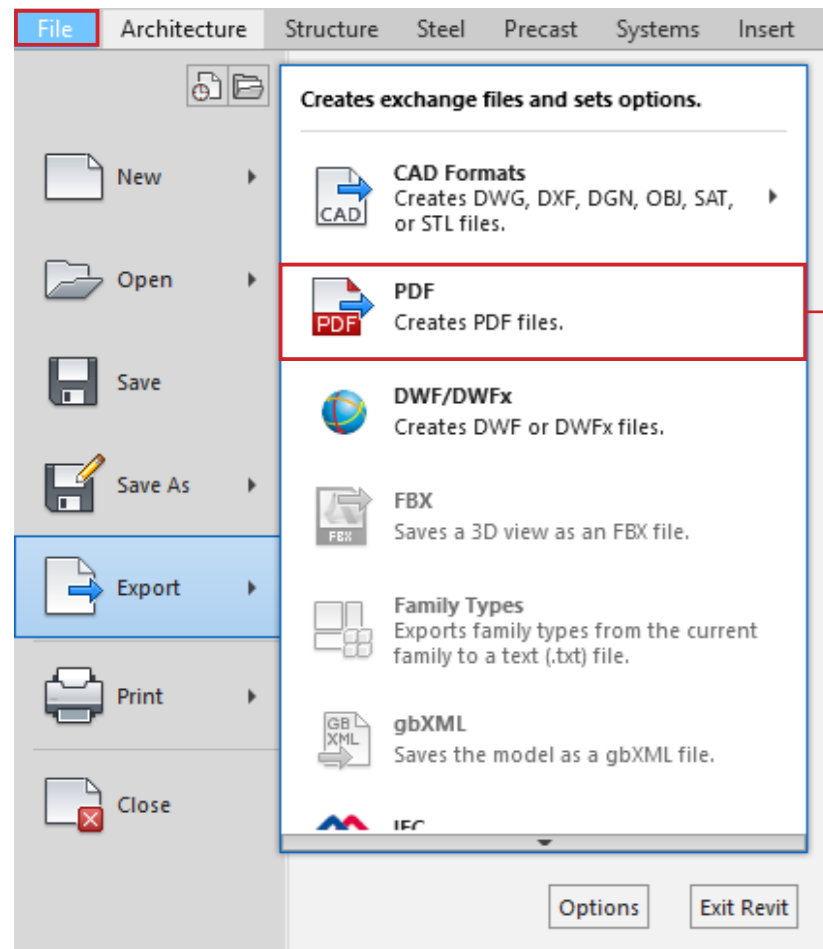 File Architecture Structure Steel Precast Systems Insert
Creates exchange files and sets options.
New
Open
Save
Save As
Export
Print
Close
CAD
CAD Formats
Creates DWG, DXF, DGN, OBJ, SAT,
or STL files.
PDF
PDF
Creates PDF files.
DWF/DWFx
Creates DWF or DWFx files.
FBX
FBX
Saves a 3D view as an FBX file.
Family Types
Exports family types from the current
family to a text (.txt) file.
GB
XML
gbXML
Saves the model as a gbXML file.
IFC
Options Exit Revit